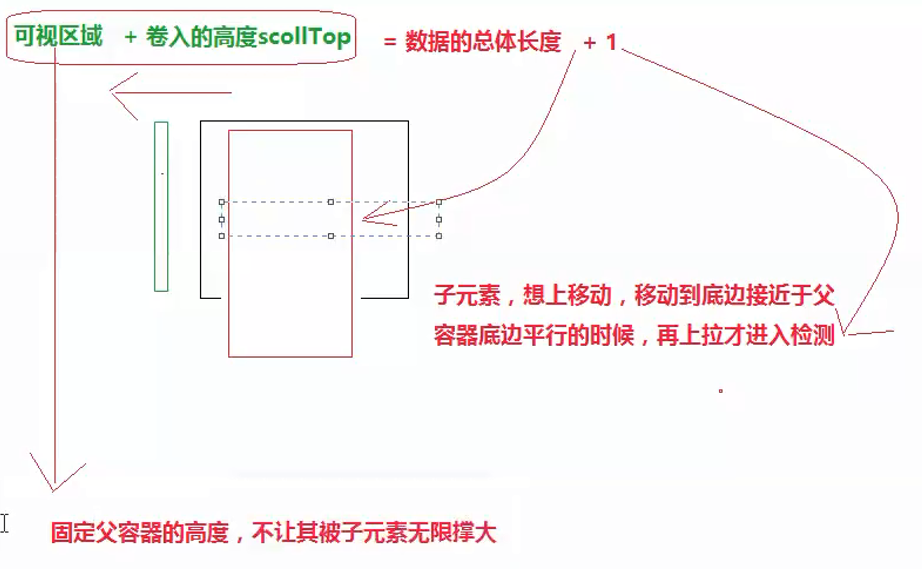 可视区域 + 卷入的高度scollTop = 数据的总体长度 + 1
子元素，想上移动，移动到底边接近于父
容器底边平行的时候，再上拉才进入检测
固定父容器的高度，不让其被子元素无限撑大